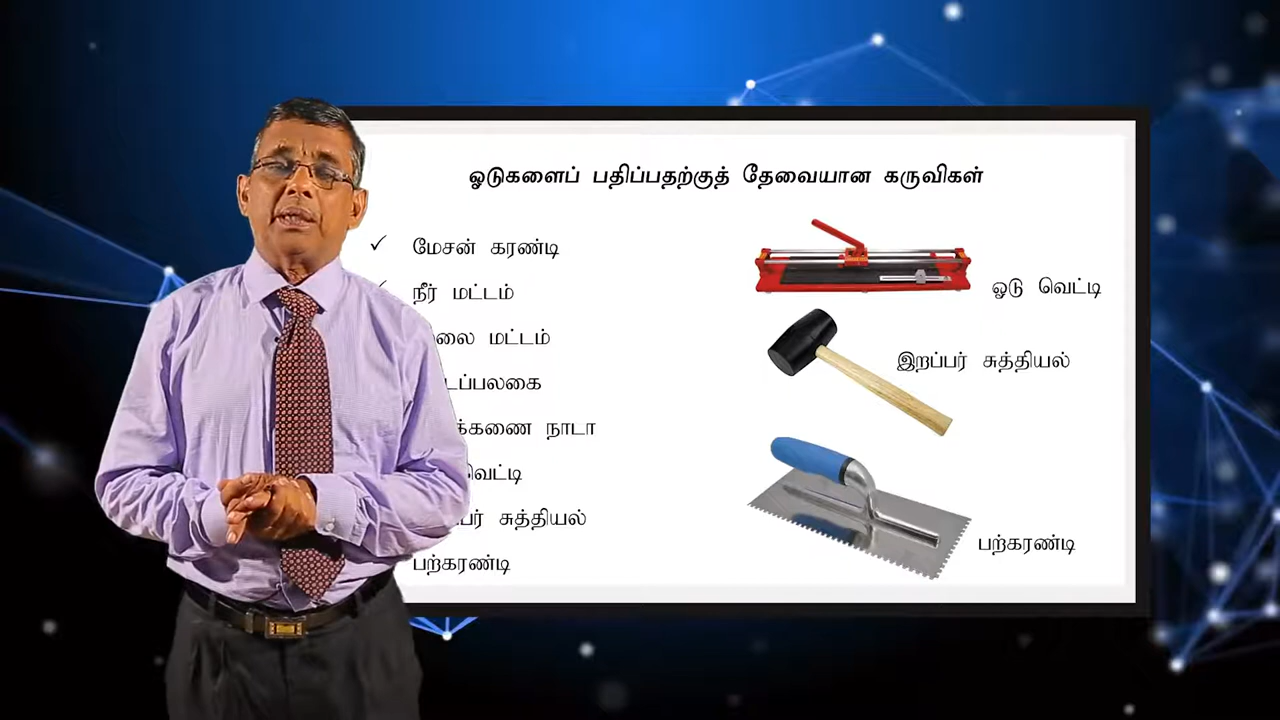 ஓடுகளைப் பதிப்பதற்குத் தேவையான கருவிகள்
மேசன் கரண்டி
நீர் மட்டம்
மட்டம்
நாடா
சுத்தியல்
பற்கரண்டி
ஓடு வெட்டி
இறப்பர் சுத்தியல்
பற்கரண்டி